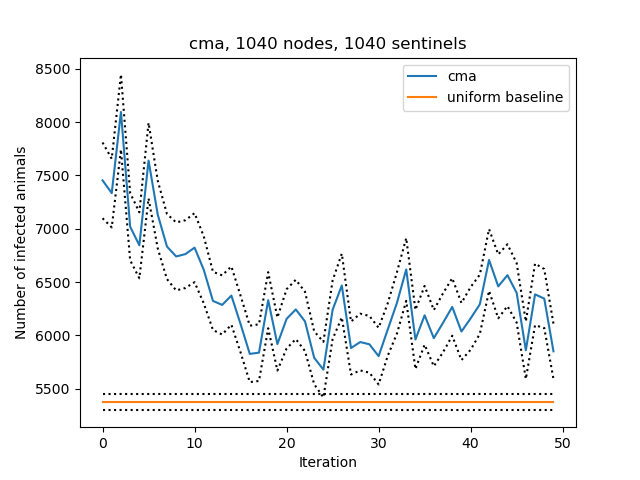 cma, 1040 nodes, 1040 sentinels
Number of infected animals
8500
8000
7500
7000
6500
6000
5500
cma
uniform baseline
0 10 20 30 40 50
Iteration